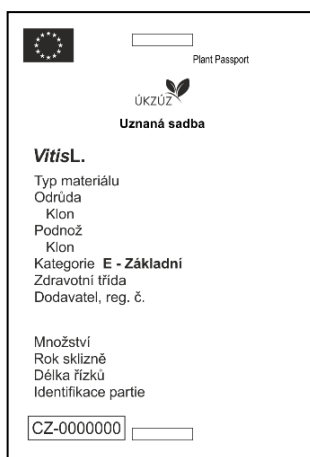 Plant Passport
ÚKZÚZ
Uznaná sadba
VitisL.
Typ materiálu
Odrůda
Klon
Podnož
Klon
Kategorie E - Základní
Zdravotní třída
Dodavatel, reg. č.
Množství
Rok sklizně
Délka řízků
Identifikace partie
CZ-0000000